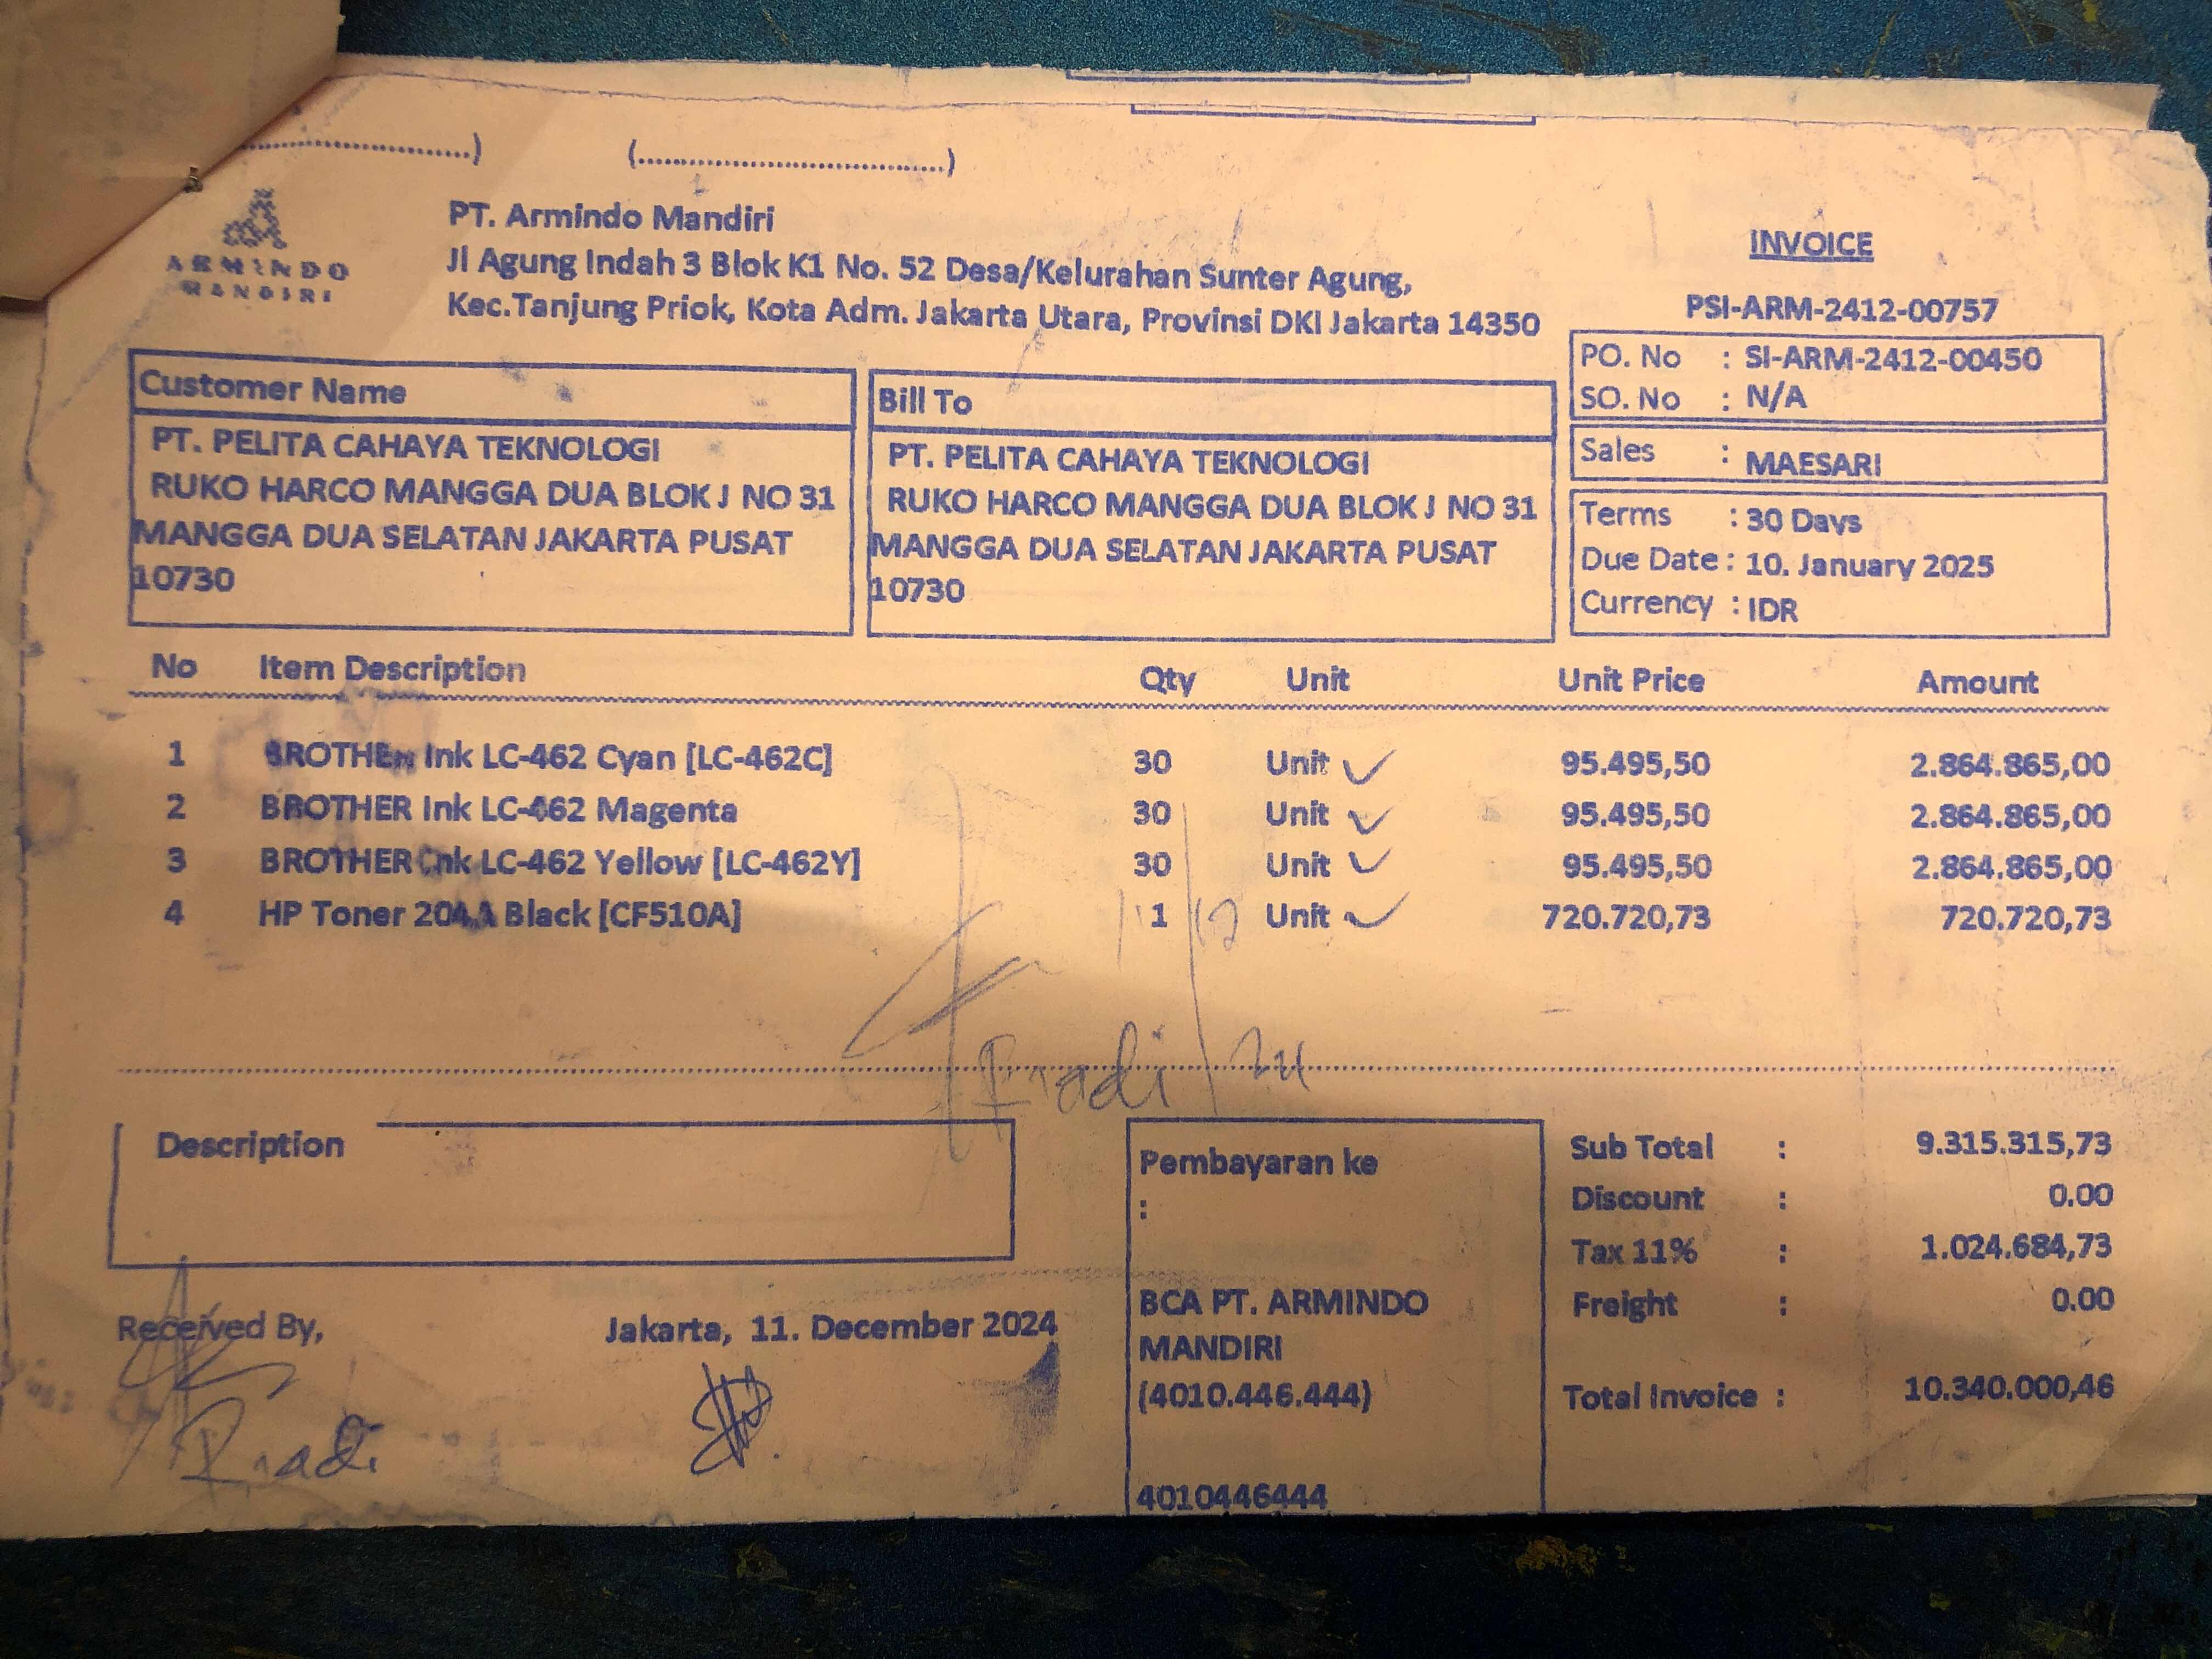 ARMINDO
MANDIRI
PT. Armindo Mandiri
Jl Agung Indah 3 Blok K1 No. 52 Desa/Kelurahan Sunter Agung,
Kec.Tanjung Priok, Kota Adm. Jakarta Utara, Provinsi DKI Jakarta 14350
INVOICE
PSI-ARM-2412-00757
PO. No : SI-ARM-2412-00450
SO. No : N/A
Sales : MAESARI
Terms : 30 Days
Due Date : 10. January 2025
Currency : IDR
Customer Name
PT. PELITA CAHAYA TEKNOLOGI
RUKO HARCO MANGGA DUA BLOK J NO 31
MANGGA DUA SELATAN JAKARTA PUSAT
10730
Bill To
PT. PELITA CAHAYA TEKNOLOGI
RUKO HARCO MANGGA DUA BLOK J NO 31
MANGGA DUA SELATAN JAKARTA PUSAT
10730
No Item Description Qty Unit Unit Price Amount
1 BROTHER Ink LC-462 Cyan [LC-462C] 30 Unit 95.495,50 2.864.865,00
2 BROTHER Ink LC-462 Magenta 30 Unit 95.495,50 2.864.865,00
3 BROTHER Ink LC-462 Yellow [LC-462Y] 30 Unit 95.495,50 2.864.865,00
4 HP Toner 204A Black [CF510A] 1 Unit 720.720,73 720.720,73
Description
Pembayaran ke
:
BCA PT. ARMINDO
MANDIRI
(4010.446.444)
4010446444
Sub Total : 9.315.315,73
Discount : 0.00
Tax 11% : 1.024.684,73
Freight : 0.00
Total Invoice : 10.340.000,46
Received By,
Jakarta, 11. December 2024